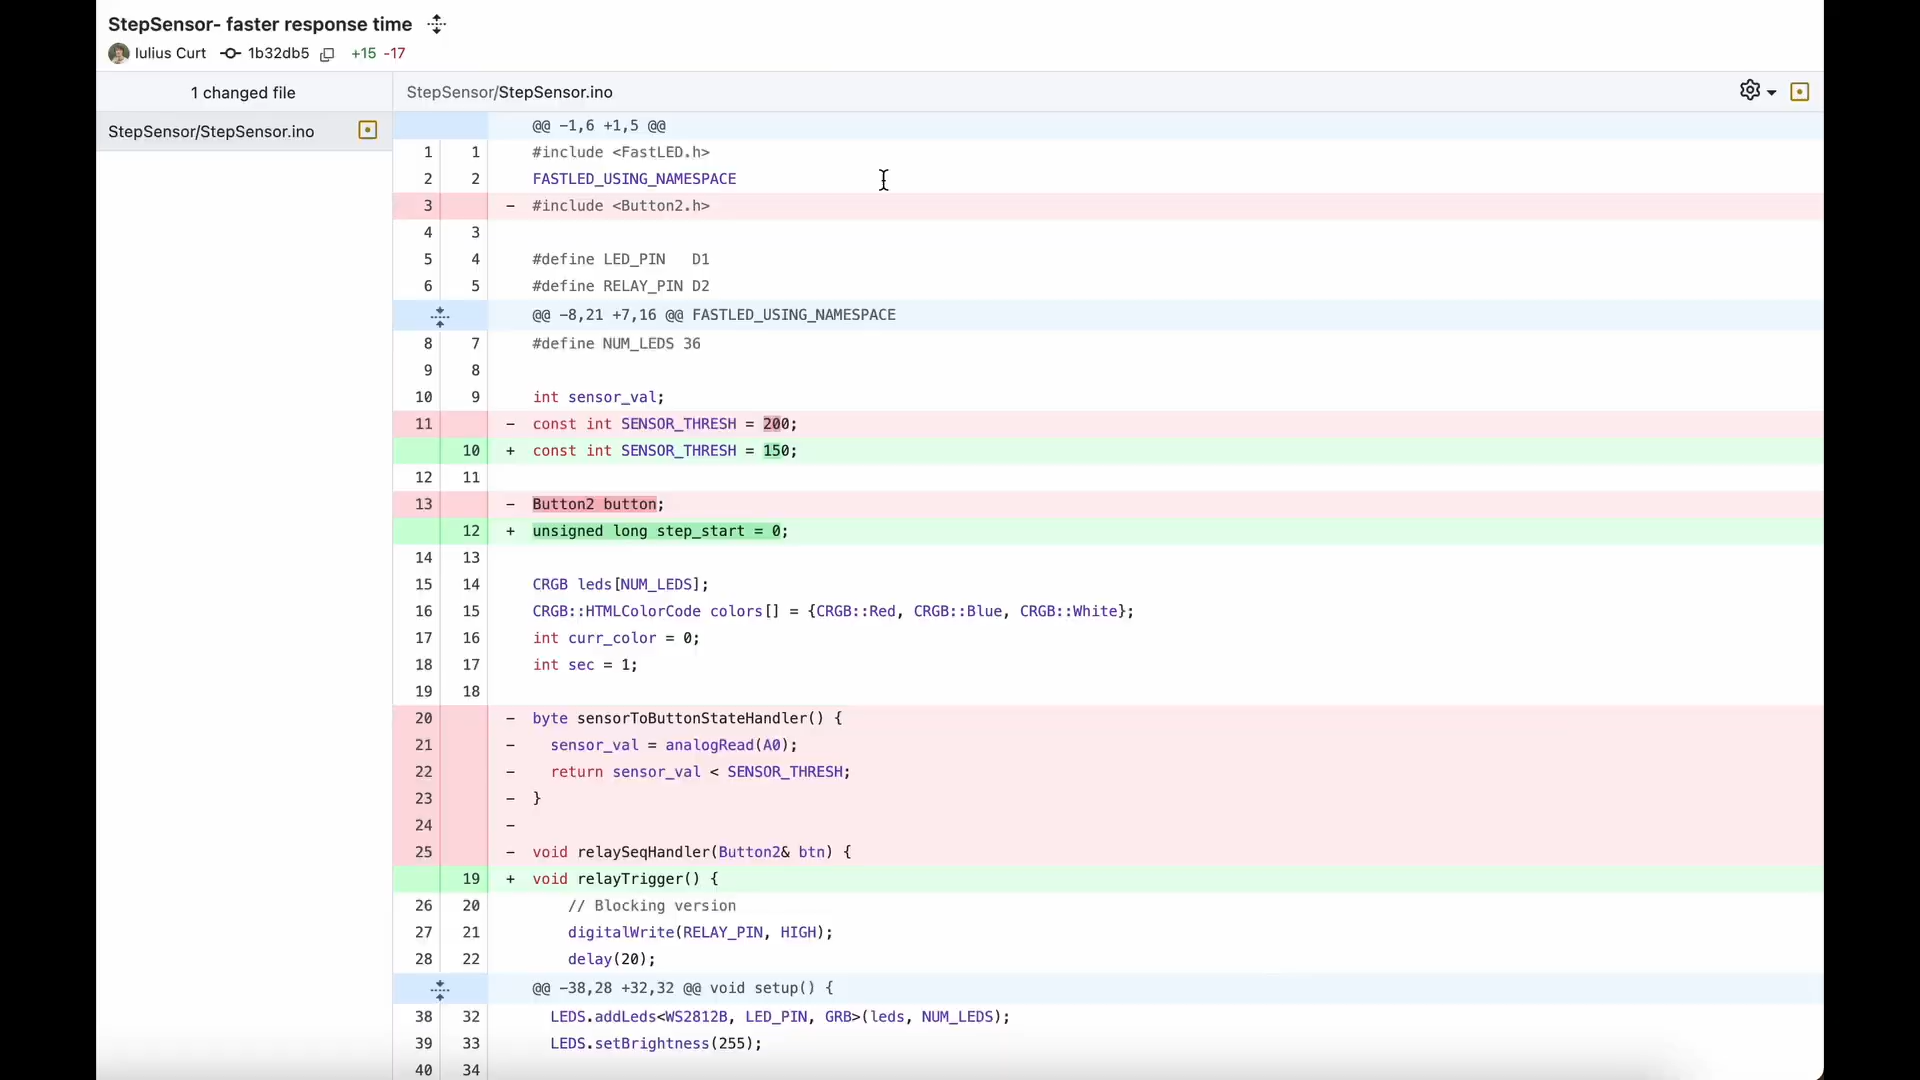 StepSensor- faster response time
Iulius Curt 1b32db5 +15 -17
1 changed file
StepSensor/StepSensor.ino
StepSensor/StepSensor.ino
@@ -1,6 +1,5 @@
1 1 #include <FastLED.h>
2 2 FASTLED_USING_NAMESPACE
3 - #include <Button2.h>
4 3
5 4 #define LED_PIN   D1
6 5 #define RELAY_PIN D2
@@ -8,21 +7,16 @@ FASTLED_USING_NAMESPACE
8 7 #define NUM_LEDS 36
9 8
10 9 int sensor_val;
11 - const int SENSOR_THRESH = 200;
10 + const int SENSOR_THRESH = 150;
12 11
13 - Button2 button;
12 + unsigned long step_start = 0;
14 13
15 14 CRGB leds[NUM_LEDS];
16 15 CRGB::HTMLColorCode colors[] = {CRGB::Red, CRGB::Blue, CRGB::White};
17 16 int curr_color = 0;
18 17 int sec = 1;
19 18
20 - byte sensorToButtonStateHandler() {
21 -   sensor_val = analogRead(A0);
22 -   return sensor_val < SENSOR_THRESH;
23 - }
24 -
25 - void relaySeqHandler(Button2& btn) {
19 + void relayTrigger() {
26 20     // Blocking version
27 21     digitalWrite(RELAY_PIN, HIGH);
28 22     delay(20);
@@ -38,28 +32,32 @@ void setup() {
38 32   LEDS.addLeds<WS2812B, LED_PIN, GRB>(leds, NUM_LEDS);
39 33   LEDS.setBrightness(255);
40 34